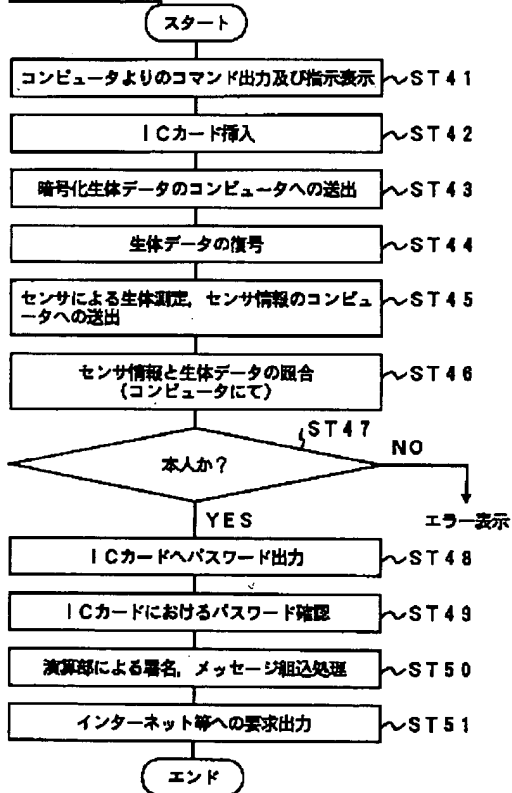 スタート
コンピュータよりのコマンド出力及び指示表示 ST41
ICカード挿入 ST42
暗号化生体データのコンピュータへの送出 ST43
生体データの復号 ST44
センサによる生体測定,センサ情報のコンピュ ST45
ータへの送出
センサ情報と生体データの照合 ST46
(コンピュータにて)
ST47
本人か? NO
エラー表示
YES
ICカードへパスワード出力 ST48
ICカードにおけるパスワード確認 ST49
演算部による署名,メッセージ組込処理 ST50
インターネット等への要求出力 ST51
エンド